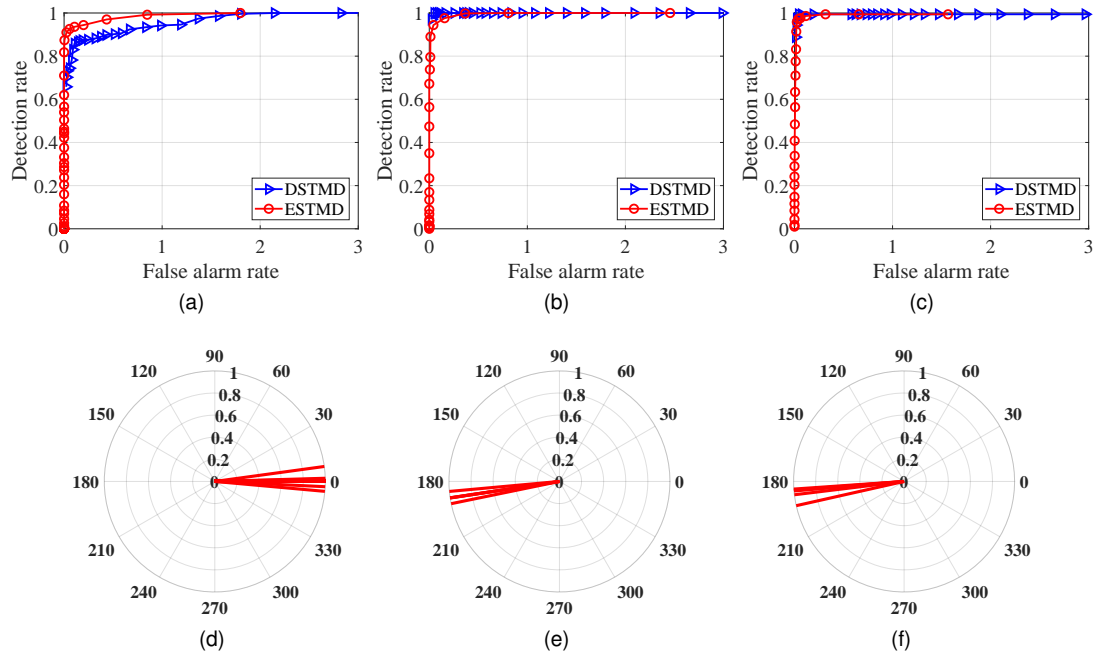 1
0.8
0.6
0.4
0.2
0
Detection rate
DSTMD
ESTMD
0 1 2 3
False alarm rate
(a)
1
0.8
0.6
0.4
0.2
0
Detection rate
DSTMD
ESTMD
0 1 2 3
False alarm rate
(b)
1
0.8
0.6
0.4
0.2
0
Detection rate
DSTMD
ESTMD
0 1 2 3
False alarm rate
(c)
90
120 1 60
0.8
150 0.6 30
0.4
0.2
180 0 0
210 330
240 300
270
(d)
90
120 1 60
0.8
150 0.6 30
0.4
0.2
180 0 0
210 330
240 300
270
(e)
90
120 1 60
0.8
150 0.6 30
0.4
0.2
180 0 0
210 330
240 300
270
(f)